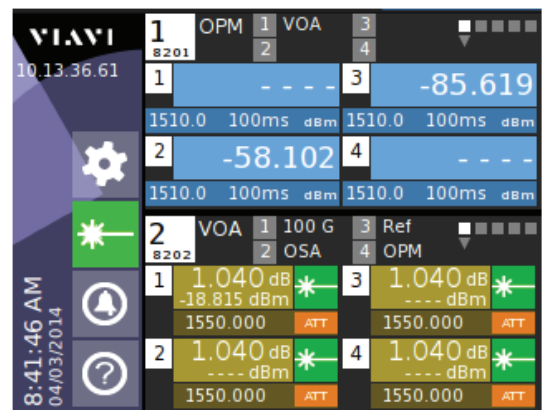 VIAVI
10.13.36.61
8:41:46 AM
04/03/2014
1 OPM 1 VOA 3
8201 2 4
1 - - - - 3 -85.619
1510.0 100ms dBm 1510.0 100ms dBm
2 -58.102 4 - - - -
1510.0 100ms dBm 1510.0 100ms dBm
2 VOA 1 100 G 3 Ref
8202 2 OSA 4 OPM
1 1.040 dB 3 1.040 dB
-18.815 dBm - - - - dBm
1550.000 ATT 1550.000 ATT
2 1.040 dB 4 1.040 dB
- - - - dBm - - - - dBm
1550.000 ATT 1550.000 ATT
?